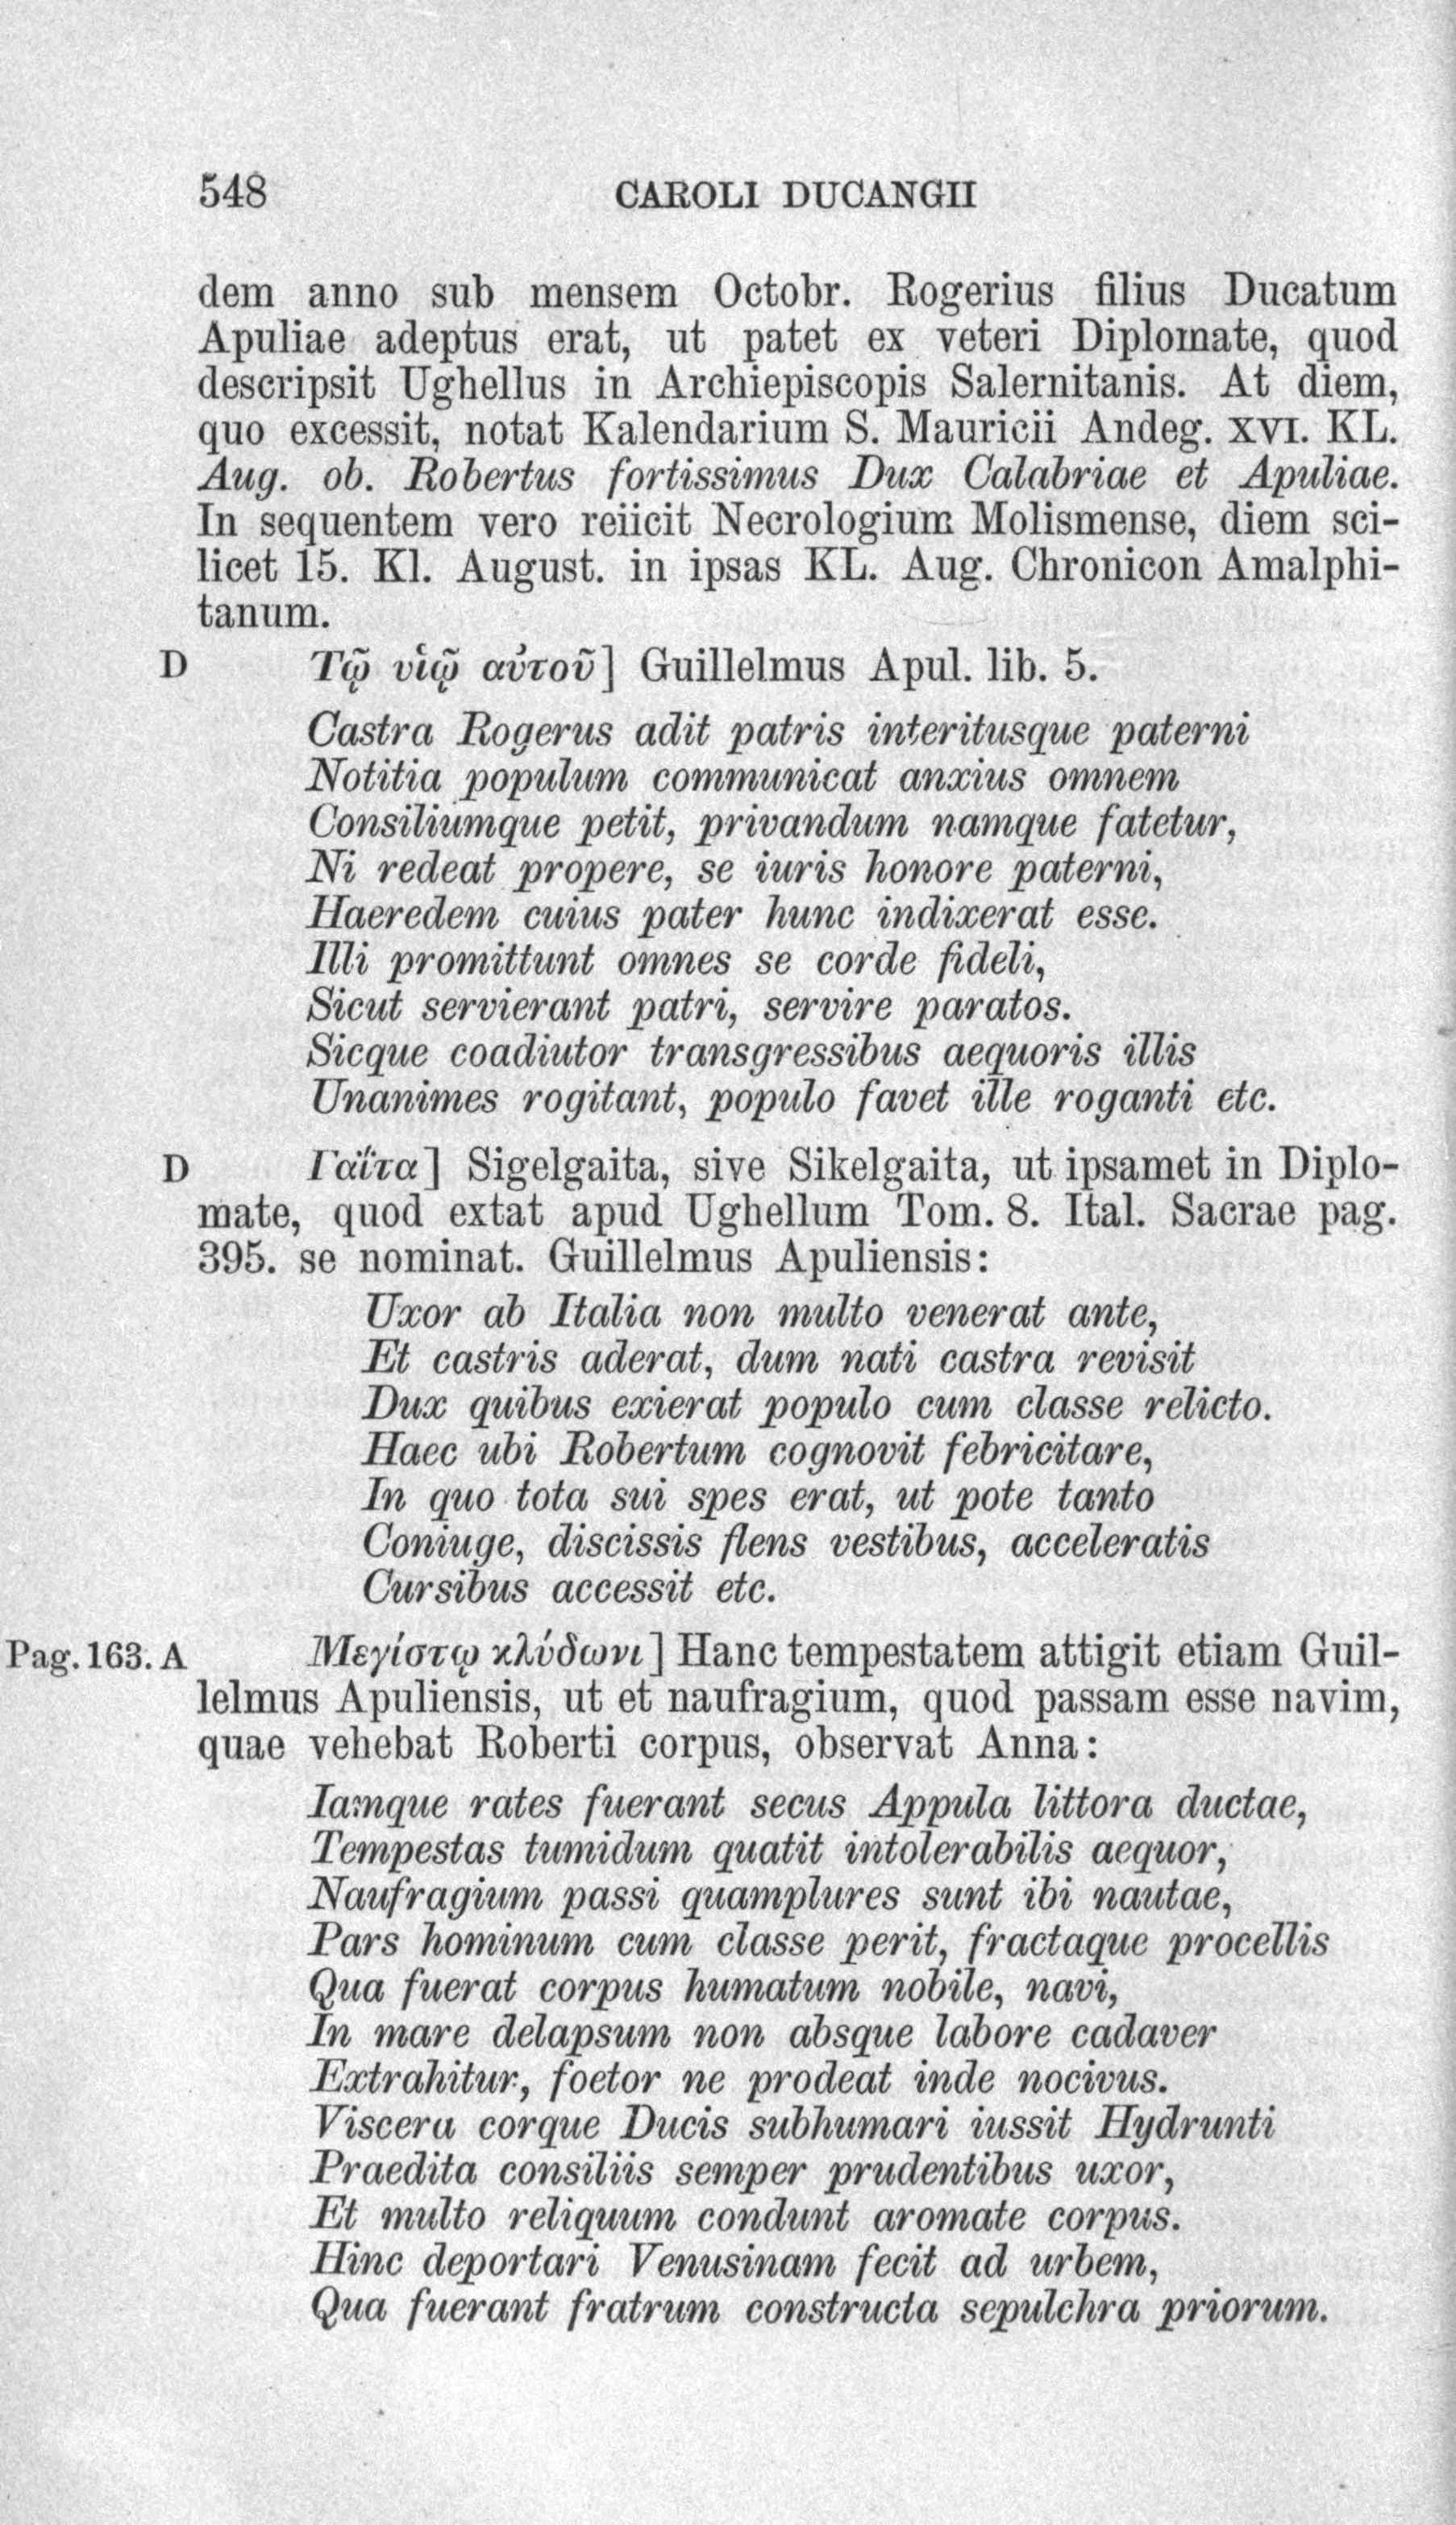 548 CAROLI DUCANGII
dem anno sub mensem Octobr. Rogerius filius Ducatum
Apuliae adeptus erat, ut patet ex veteri Diplomate, quod
descripsit Ughellus in Archiepiscopis Salernitanis. At diem,
quo excessit, notat Kalendarium S. Mauricii Andeg. XVI. KL.
Aug. ob. Robertus fortissimus Dux Calabriae et Apuliae.
In sequentem vero reiicit Necrologium Molismense, diem sci-
licet 15. Kl. August. in ipsas KL. Aug. Chronicon Amalphi-
tanum.
D Τῷ υἱῷ αὐτοῦ] Guillelmus Apul. lib. 5.
Castra Rogerus adit patris interitusque paterni
Notitia populum communicat anxius omnem
Consiliumque petit, privandum namque fatetur,
Ni redeat propere, se iuris honore paterni,
Haeredem cuius pater hunc indixerat esse.
Illi promittunt omnes se corde fideli,
Sicut servierant patri, servire paratos.
Sicque coadiutor transgressibus aequoris illis
Unanimes rogitant, populo favet ille roganti etc.
D Γαΐτα] Sigelgaita, sive Sikelgaita, ut ipsamet in Diplo-
mate, quod extat apud Ughellum Tom. 8. Ital. Sacrae pag.
395. se nominat. Guillelmus Apuliensis:
Uxor ab Italia non multo venerat ante,
Et castris aderat, dum nati castra revisit
Dux quibus exierat populo cum classe relicto.
Haec ubi Robertum cognovit febricitare,
In quo tota sui spes erat, ut pote tanto
Coniuge, discissis flens vestibus, acceleratis
Cursibus accessit etc.
Pag. 163. A Μεγίστῳ κλύδωνι] Hanc tempestatem attigit etiam Guil-
lelmus Apuliensis, ut et naufragium, quod passam esse navim,
quae vehebat Roberti corpus, observat Anna:
Iamque rates fuerant secus Appula littora ductae,
Tempestas tumidum quatit intolerabilis aequor,
Naufragium passi quamplures sunt ibi nautae,
Pars hominum cum classe perit, fractaque procellis
Qua fuerat corpus humatum nobile, navi,
In mare delapsum non absque labore cadaver
Extrahitur, foetor ne prodeat inde nocivus.
Viscera corque Ducis subhumari iussit Hydrunti
Praedita consiliis semper prudentibus uxor,
Et multo reliquum condunt aromate corpus.
Hinc deportari Venusinam fecit ad urbem,
Qua fuerant fratrum constructa sepulchra priorum.